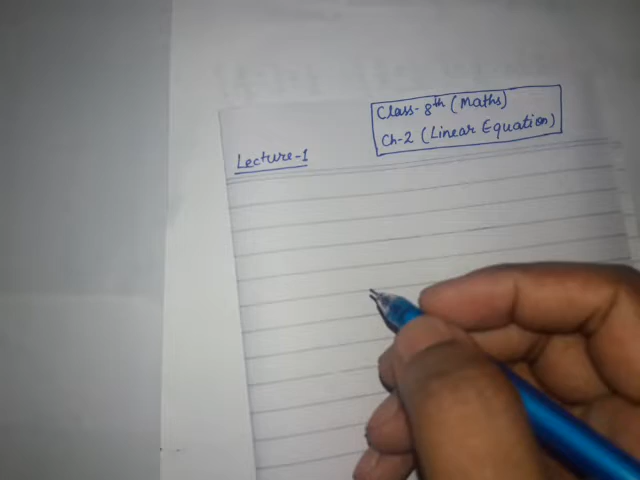 Class-8th (Maths)
Ch-2 (Linear Equation)
Lecture-1